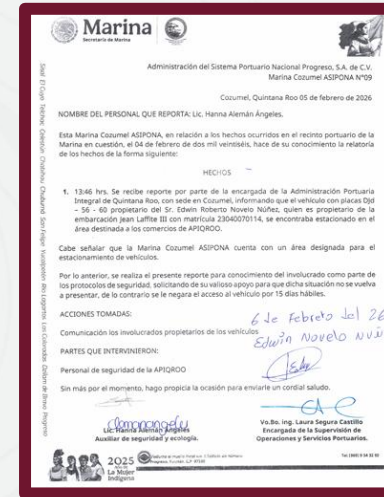 Marina
Secretaría de Marina
Administración del Sistema Portuario Nacional Progreso, S.A. de C.V.
Marina Cozumel ASIPONA N°09
Cozumel, Quintana Roo 05 de febrero de 2026
NOMBRE DEL PERSONAL QUE REPORTA: Lic. Hanna Alemán Ángeles.
Esta Marina Cozumel ASIPONA, en relación a los hechos ocurridos en el recinto portuario de la
Marina en cuestión, el 04 de febrero de dos mil veintiséis, hace de su conocimiento la relatoría
de los hechos de la forma siguiente:
HECHOS
1. 13:46 hrs. Se recibe reporte por parte de la encargada de la Administración Portuaria
Integral de Quintana Roo, con sede en Cozumel, informando que el vehículo con placas DJd
– 56 - 60 propietario del Sr. Edwin Roberto Novelo Núñez, quien es propietario de la
embarcación Jean Laffite III con matrícula 23040070114, se encontraba estacionado en el
área destinada a los comercios de APIQROO.
Cabe señalar que la Marina Cozumel ASIPONA cuenta con un área designada para el
estacionamiento de vehículos.
Por lo anterior, se realiza el presente reporte para conocimiento del involucrado como parte de
los protocolos de seguridad, solicitando de su valioso apoyo para que dicha situación no se vuelva
a presentar, de lo contrario se le negara el acceso al vehículo por 15 días hábiles.
ACCIONES TOMADAS:
6 de Febrero del 26
Comunicación los involucrados propietarios de los vehículos
Edwin Novelo
PARTES QUE INTERVINIERON:
Personal de seguridad de la APIQROO
Sin más por el momento, hago propicia la ocasión para enviarle un cordial saludo.
Lic. Hanna Alemán Ángeles
Auxiliar de seguridad y ecología.
Vo.Bo. Ing. Laura Segura Castillo
Encargada de la Supervisión de
Operaciones y Servicios Portuarios.
2025
Año de
La Mujer
Indígena